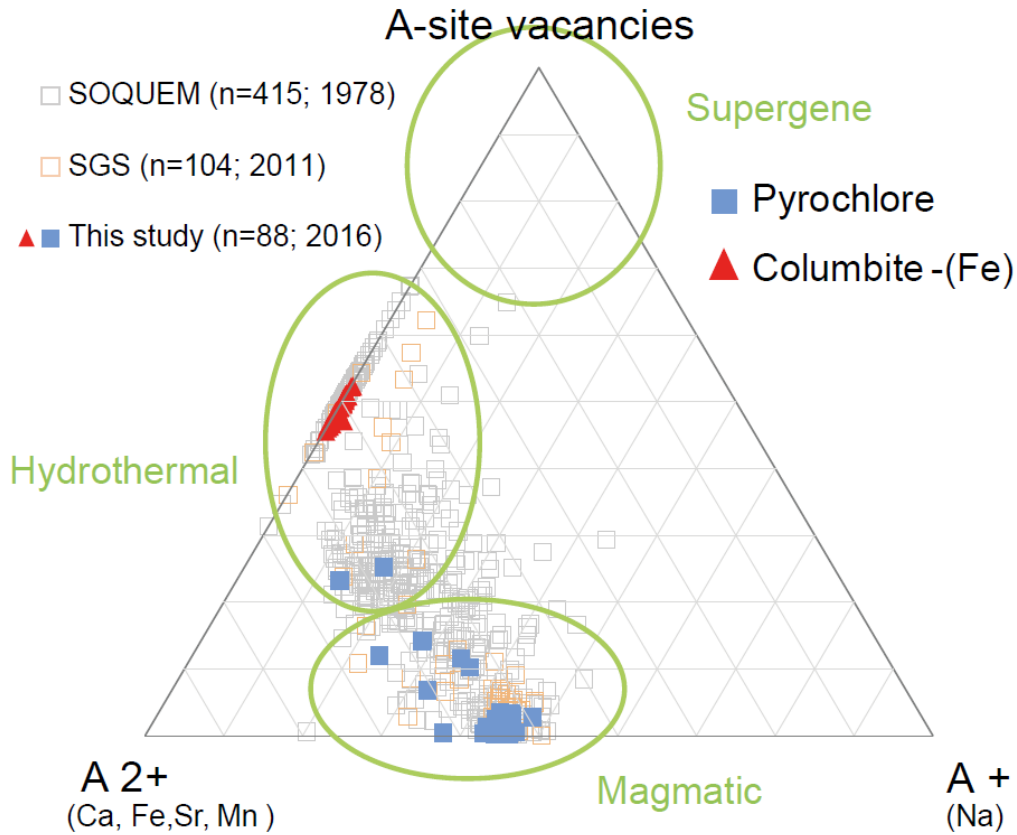 A-site vacancies
SOQUEM (n=415; 1978)
Supergene
SGS (n=104; 2011)
Pyrochlore
This study (n=88; 2016)
Columbite -(Fe)
Hydrothermal
A 2+
(Ca, Fe,Sr, Mn )
Magmatic
A +
(Na)